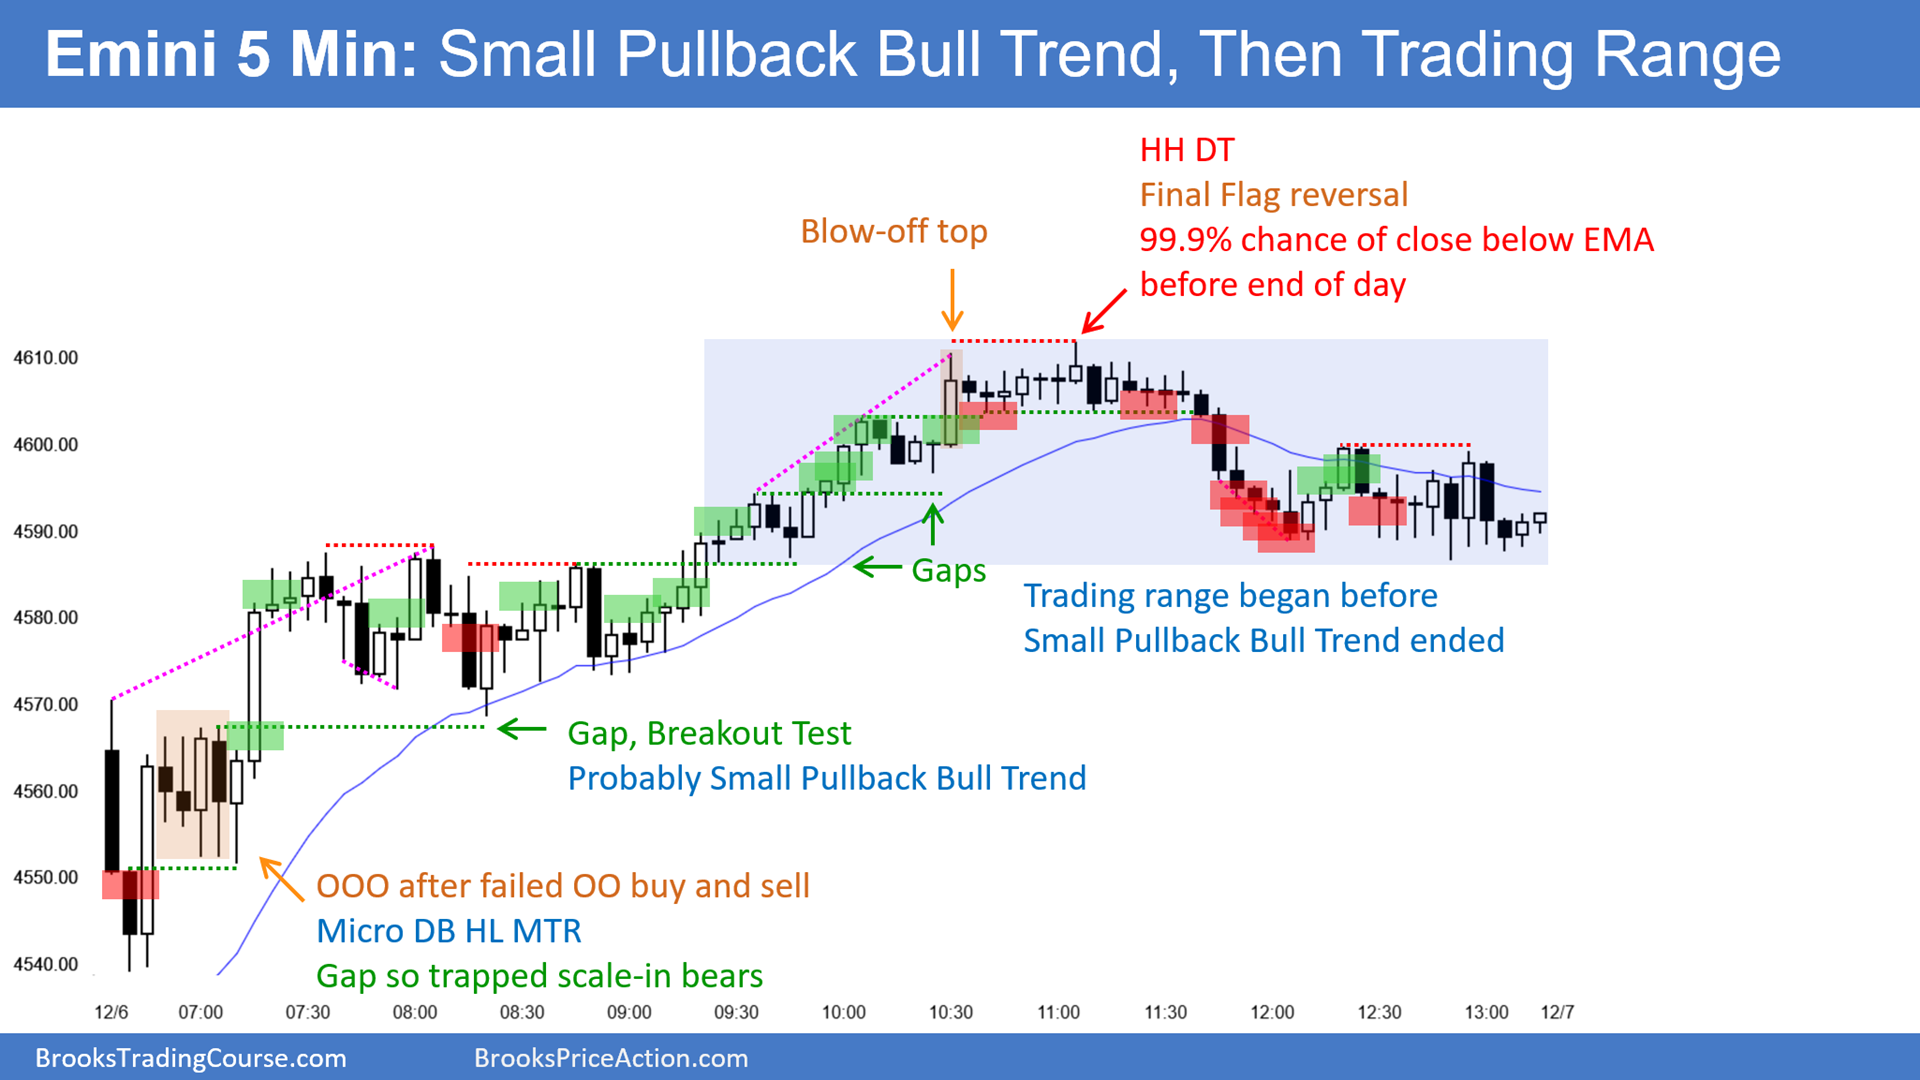 Emini 5 Min: Small Pullback Bull Trend, Then Trading Range
HH DT
Final Flag reversal
99.9% chance of close below EMA
before end of day
Blow-off top
4610.00
4600.00
4590.00
4580.00
4570.00
4560.00
4550.00
4540.00
Gaps
Trading range began before
Small Pullback Bull Trend ended
Gap, Breakout Test
Probably Small Pullback Bull Trend
OOO after failed OO buy and sell
Micro DB HL MTR
Gap so trapped scale-in bears
12/6 07:00 07:30 08:00 08:30 09:00 09:30 10:00 10:30 11:00 11:30 12:00 12:30 13:00 12/7
BrooksTradingCourse.com BrooksPriceAction.com